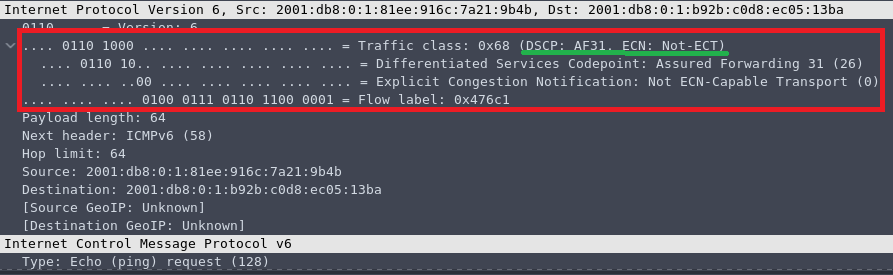 Internet Protocol Version 6, Src: 2001:db8:0:1:81ee:916c:7a21:9b4b, Dst: 2001:db8:0:1:b92b:c0d8:ec05:13ba
0110 .... = Version: 6
.... 0110 1000 .... .... .... .... .... = Traffic class: 0x68 (DSCP: AF31, ECN: Not-ECT)
.... 0110 10.. .... .... .... .... .... = Differentiated Services Codepoint: Assured Forwarding 31 (26)
.... .... ..00 .... .... .... .... .... = Explicit Congestion Notification: Not ECN-Capable Transport (0)
.... .... .... 0100 0111 0110 1100 0001 = Flow label: 0x476c1
Payload length: 64
Next header: ICMPv6 (58)
Hop limit: 64
Source: 2001:db8:0:1:81ee:916c:7a21:9b4b
Destination: 2001:db8:0:1:b92b:c0d8:ec05:13ba
[Source GeoIP: Unknown]
[Destination GeoIP: Unknown]
Internet Control Message Protocol v6
Type: Echo (ping) request (128)